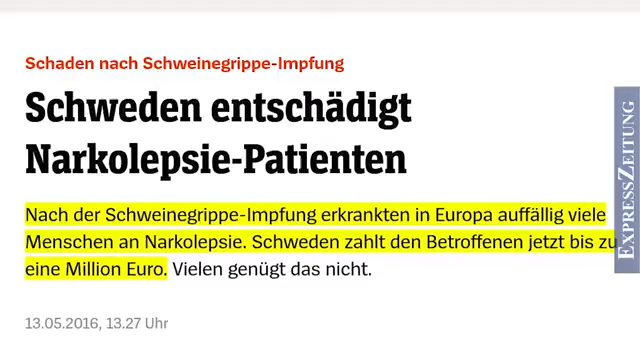 Schaden nach Schweinegrippe-Impfung
Schweden entschädigt
Narkolepsie-Patienten
Nach der Schweinegrippe-Impfung erkrankten in Europa auffällig viele
Menschen an Narkolepsie. Schweden zahlt den Betroffenen jetzt bis zu
eine Million Euro. Vielen genügt das nicht.
13.05.2016, 13.27 Uhr
EXPRESSZEITUNG